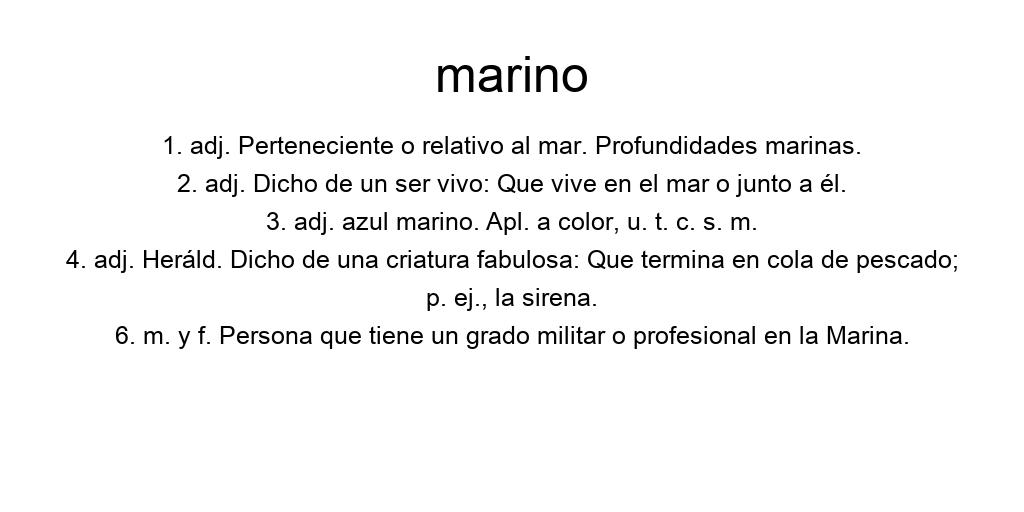 marino
1. adj. Perteneciente o relativo al mar. Profundidades marinas.
2. adj. Dicho de un ser vivo: Que vive en el mar o junto a él.
3. adj. azul marino. Apl. a color, u. t. c. s. m.
4. adj. Heráld. Dicho de una criatura fabulosa: Que termina en cola de pescado;
p. ej., la sirena.
6. m. y f. Persona que tiene un grado militar o profesional en la Marina.